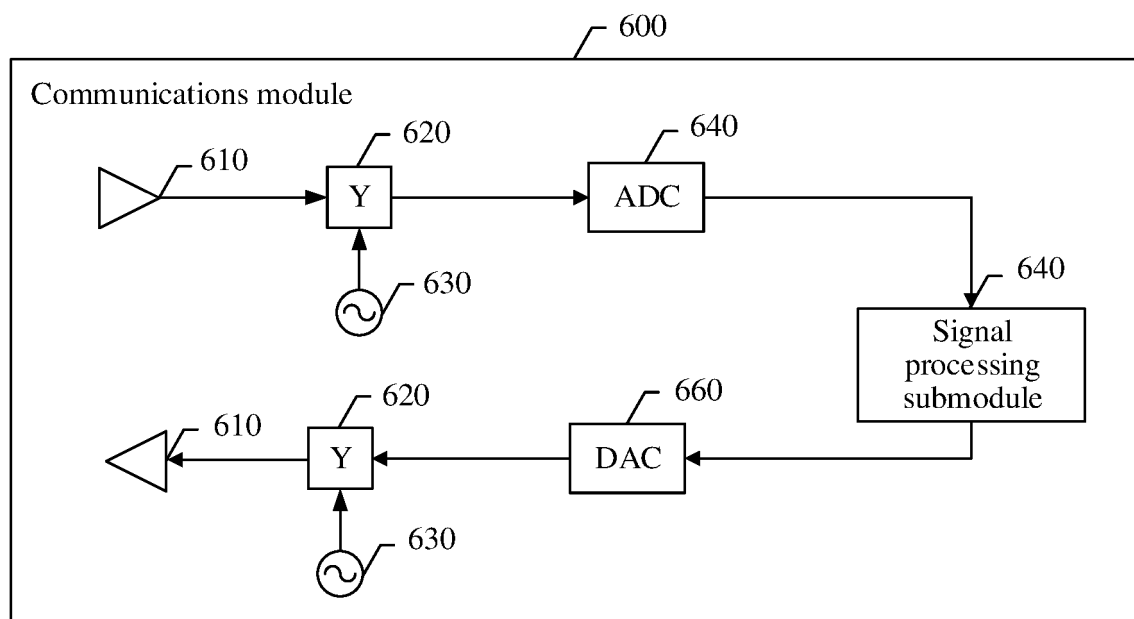 600
Communications module
620
640
610
Y
ADC
630
640
Signal
processing
submodule
620
660
610
Y
DAC
630